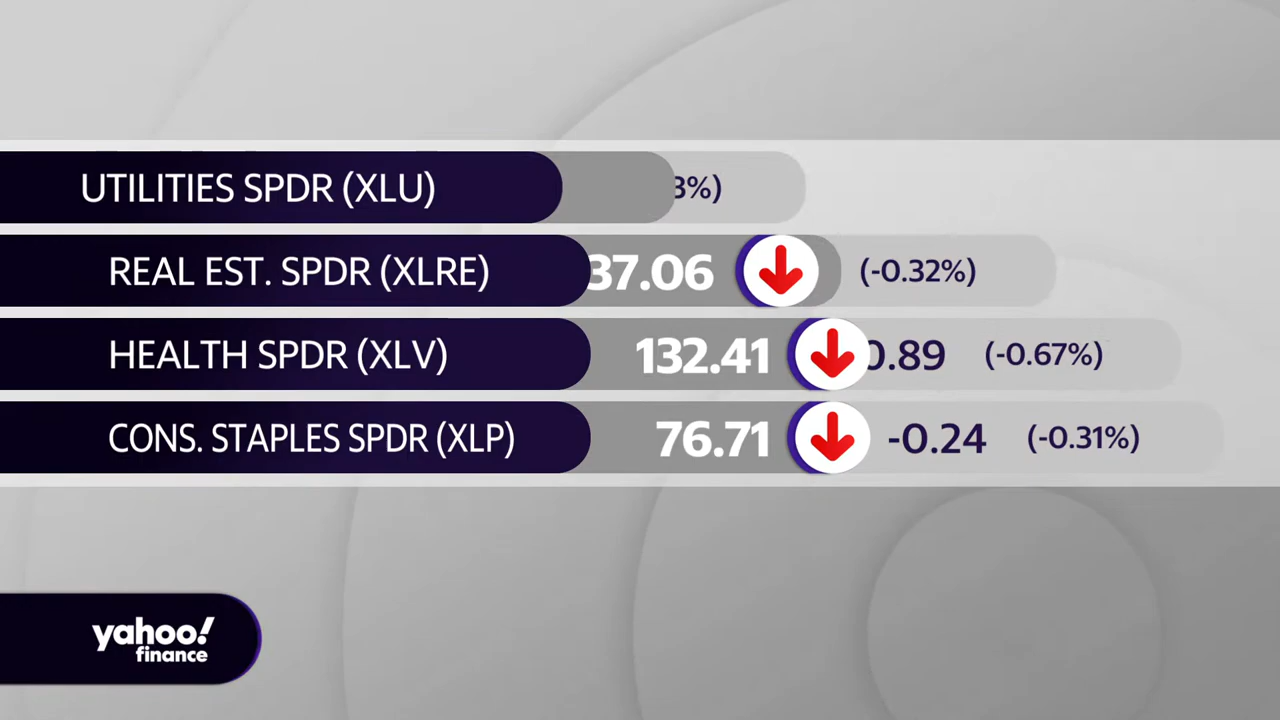 UTILITIES SPDR (XLU) 3%)
REAL EST. SPDR (XLRE) 37.06 (-0.32%)
HEALTH SPDR (XLV) 132.41 0.89 (-0.67%)
CONS. STAPLES SPDR (XLP) 76.71 -0.24 (-0.31%)
yahoo!
finance